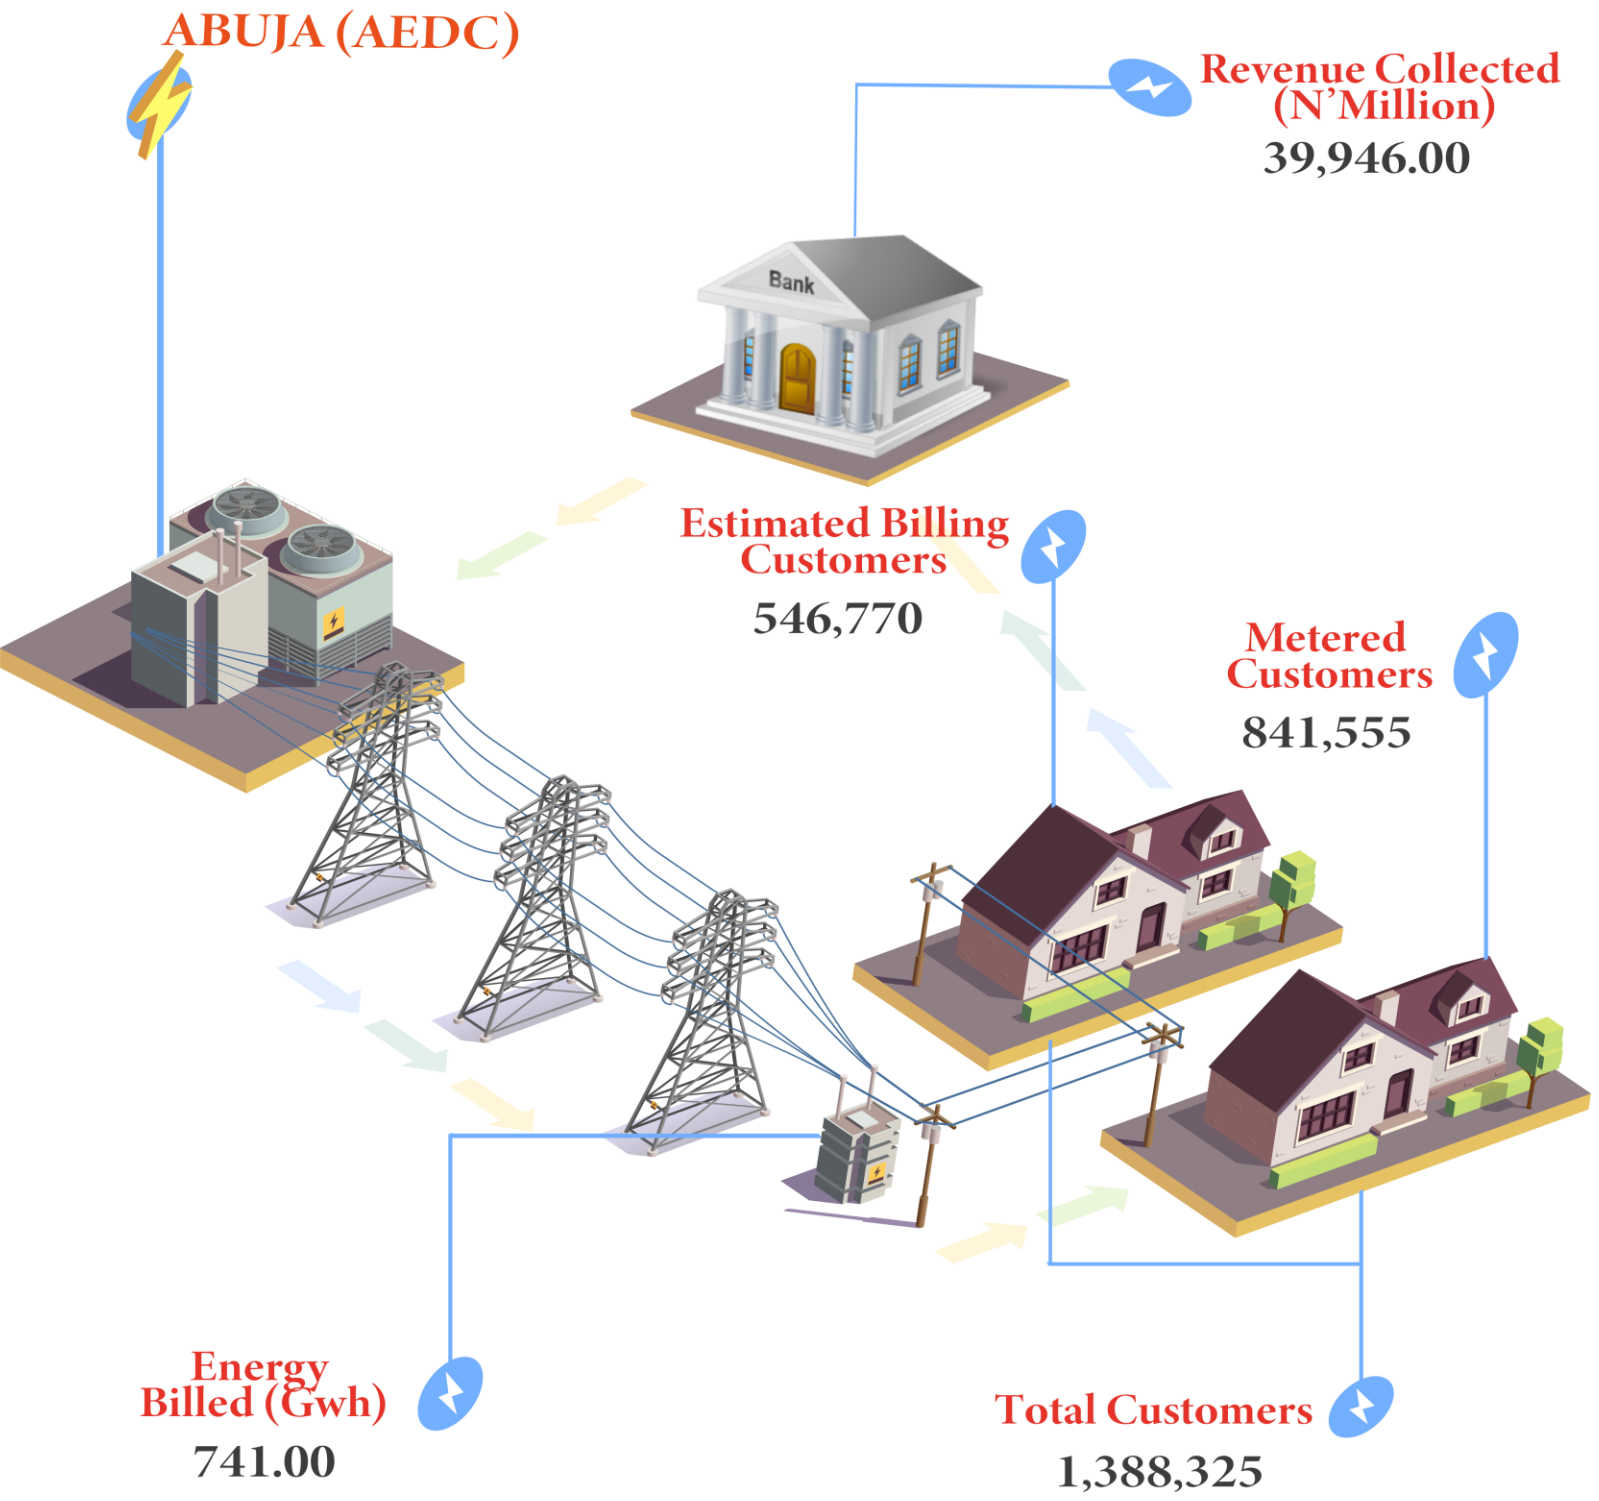 ABUJA (AEDC)
Revenue Collected
(N'Million)
39,946.00
Bank
Estimated Billing
Customers
546,770
Metered
Customers
841,555
Energy
Billed (Gwh)
741.00
Total Customers
1,388,325